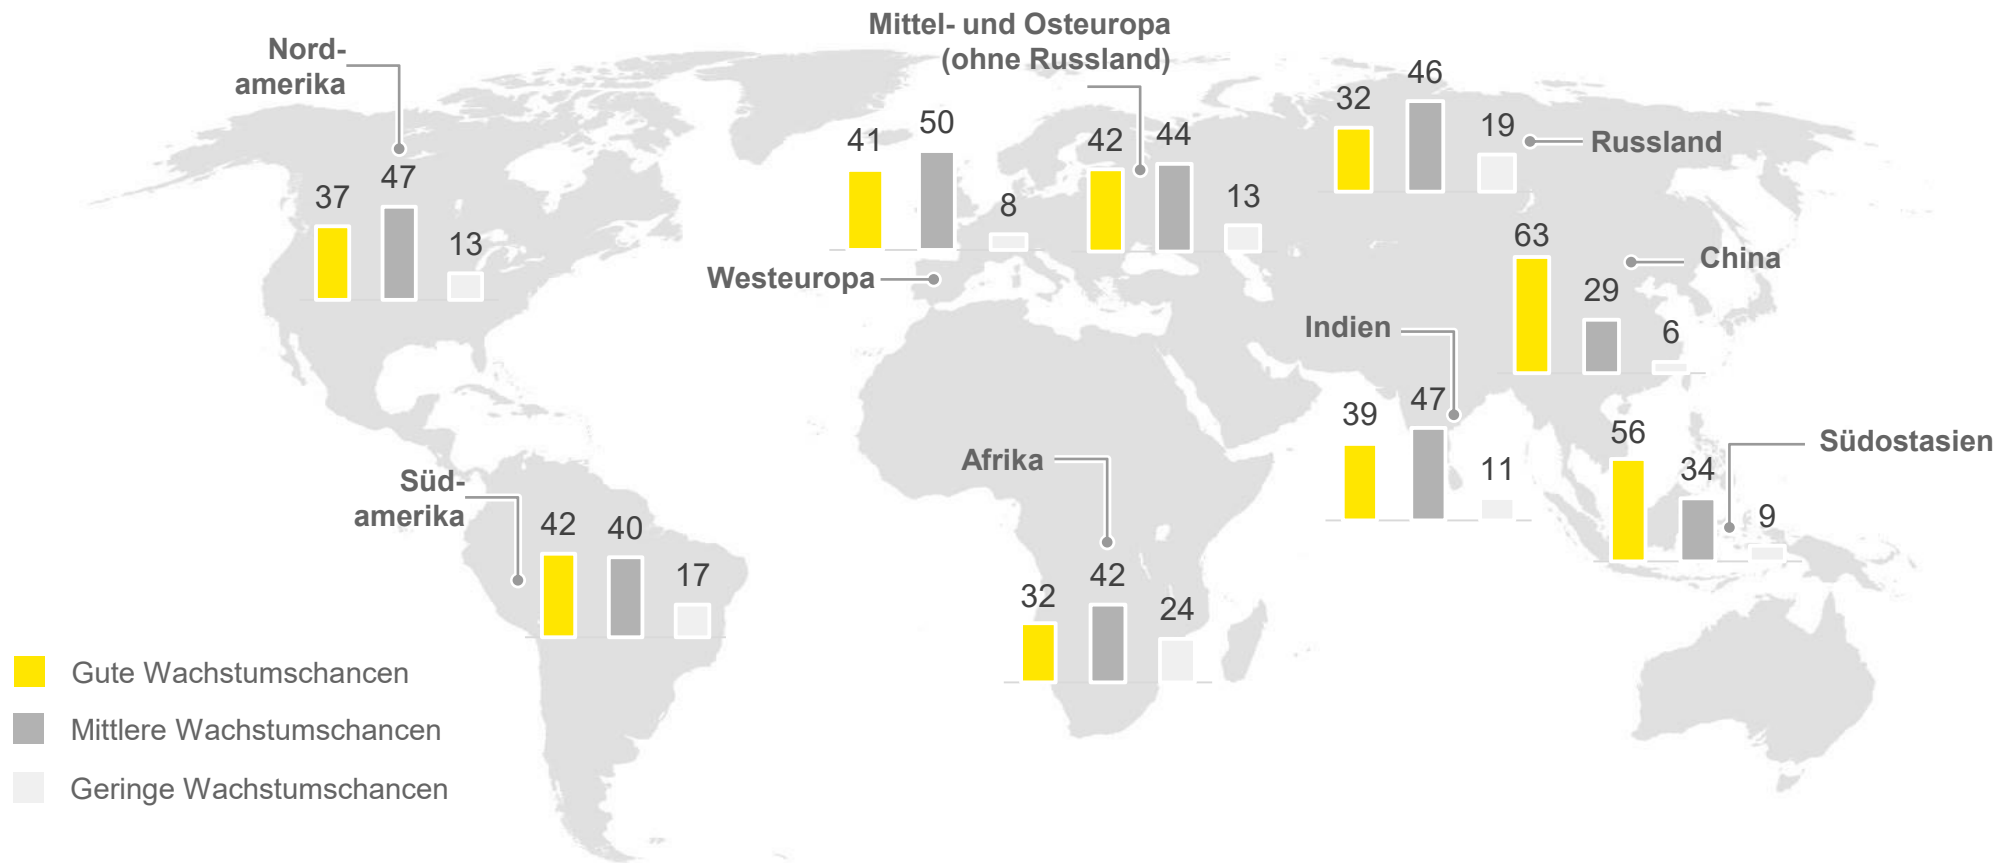 Mittel- und Osteuropa
(ohne Russland)
Nord-
amerika
37
47
13
41
50
8
Westeuropa
42
44
13
32
46
19
Russland
63
29
6
China
Indien
39
47
11
56
34
9
Südostasien
Afrika
32
42
24
Süd-
amerika
42
40
17
Gute Wachstumschancen
Mittlere Wachstumschancen
Geringe Wachstumschancen